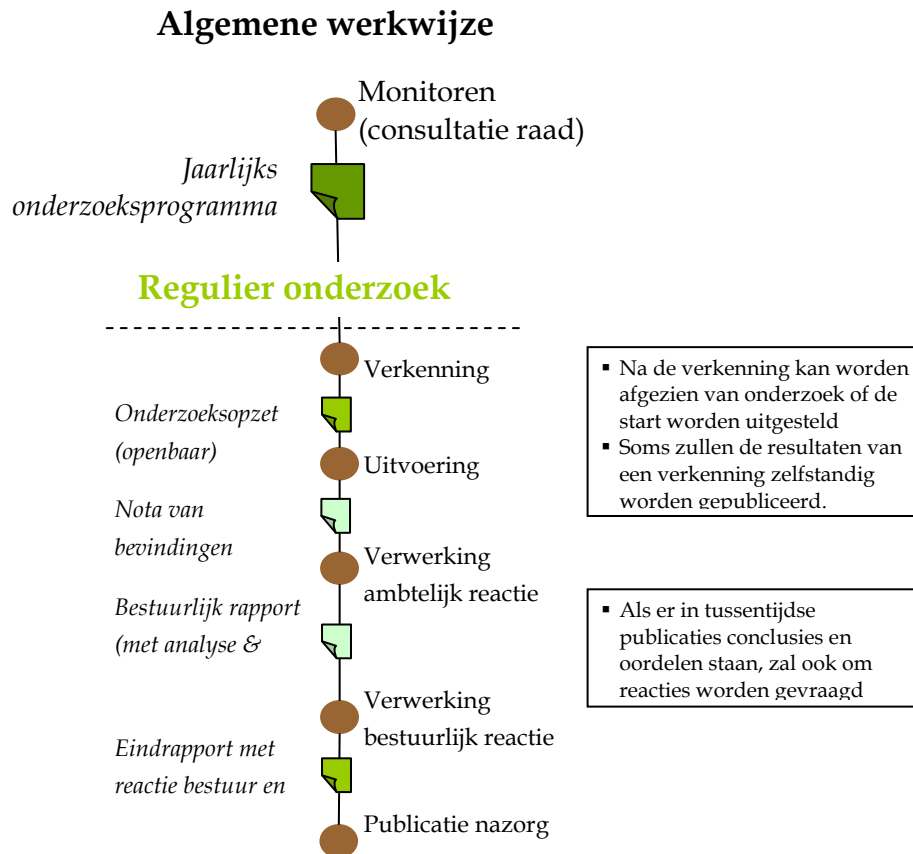 Algemene werkwijze
Monitoren
(consultatie raad)
Jaarlijks
onderzoeksprogramma
Regulier onderzoek
Verkenning
Onderzoeksopzet
(openbaar)
Uitvoering
Nota van
bevindingen
Verwerking
ambtelijk reactie
Bestuurlijk rapport
(met analyse &
Verwerking
bestuurlijk reactie
Eindrapport met
reactie bestuur en
Publicatie nazorg
▪ Na de verkenning kan worden
afgezien van onderzoek of de
start worden uitgesteld
▪ Soms zullen de resultaten van
een verkenning zelfstandig
worden gepubliceerd.
▪ Als er in tussentijdse
publicaties conclusies en
oordelen staan, zal ook om
reacties worden gevraagd